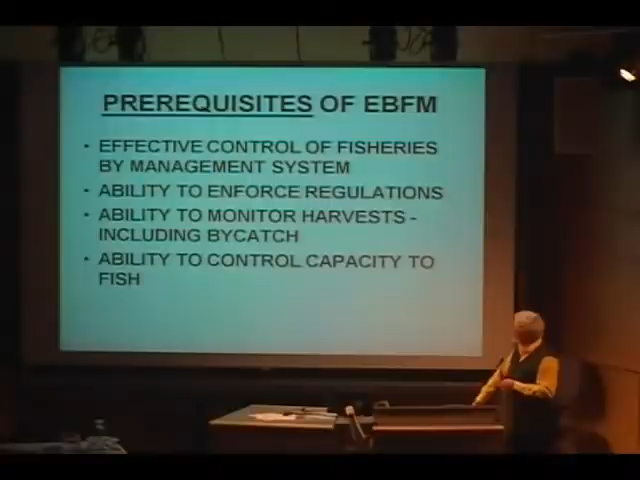 PREREQUISITES OF EBFM
• EFFECTIVE CONTROL OF FISHERIES
BY MANAGEMENT SYSTEM
• ABILITY TO ENFORCE REGULATIONS
• ABILITY TO MONITOR HARVESTS -
INCLUDING BYCATCH
• ABILITY TO CONTROL CAPACITY TO
FISH